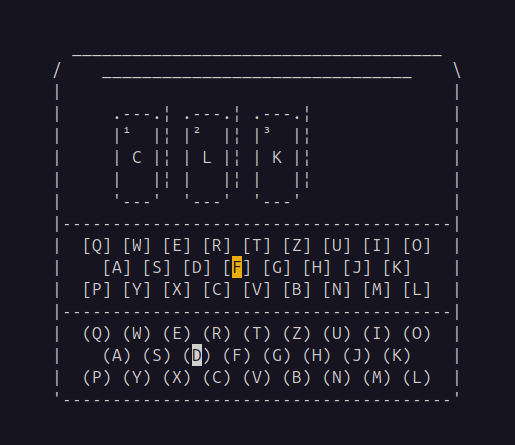 ¹ ² ³
C L K
[Q] [W] [E] [R] [T] [Z] [U] [I] [O]
[A] [S] [D] [F] [G] [H] [J] [K]
[P] [Y] [X] [C] [V] [B] [N] [M] [L]
(Q) (W) (E) (R) (T) (Z) (U) (I) (O)
(A) (S) (D) (F) (G) (H) (J) (K)
(P) (Y) (X) (C) (V) (B) (N) (M) (L)